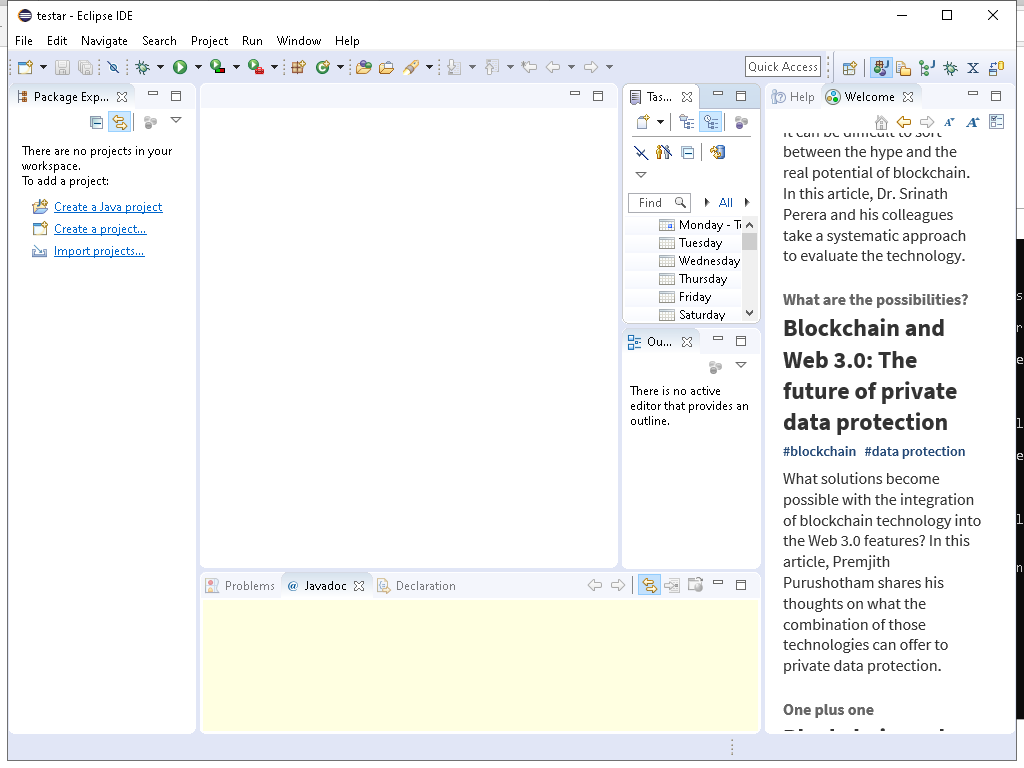 testar - Eclipse IDE
File Edit Navigate Search Project Run Window Help
Quick Access
Package Exp...
There are no projects in your
workspace.
To add a project:
Create a Java project
Create a project...
Import projects...
Tas...
Find
All
Monday - T
Tuesday
Wednesday
Thursday
Friday
Saturday
Ou...
There is no active
editor that provides an
outline.
Problems
@ Javadoc
Declaration
Help
Welcome
it can be difficult to sort
between the hype and the
real potential of blockchain.
In this article, Dr. Srinath
Perera and his colleagues
take a systematic approach
to evaluate the technology.
What are the possibilities?
Blockchain and
Web 3.0: The
future of private
data protection
#blockchain #data protection
What solutions become
possible with the integration
of blockchain technology into
the Web 3.0 features? In this
article, Premjith
Purushotham shares his
thoughts on what the
combination of those
technologies can offer to
private data protection.
One plus one